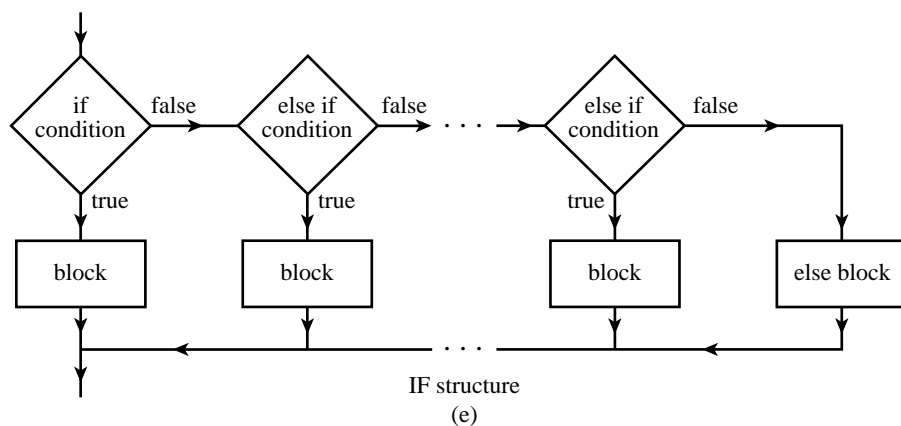 if
condition
false
else if
condition
false
. . .
else if
condition
false
true
true
true
block
block
block
else block
. . .
IF structure
(e)